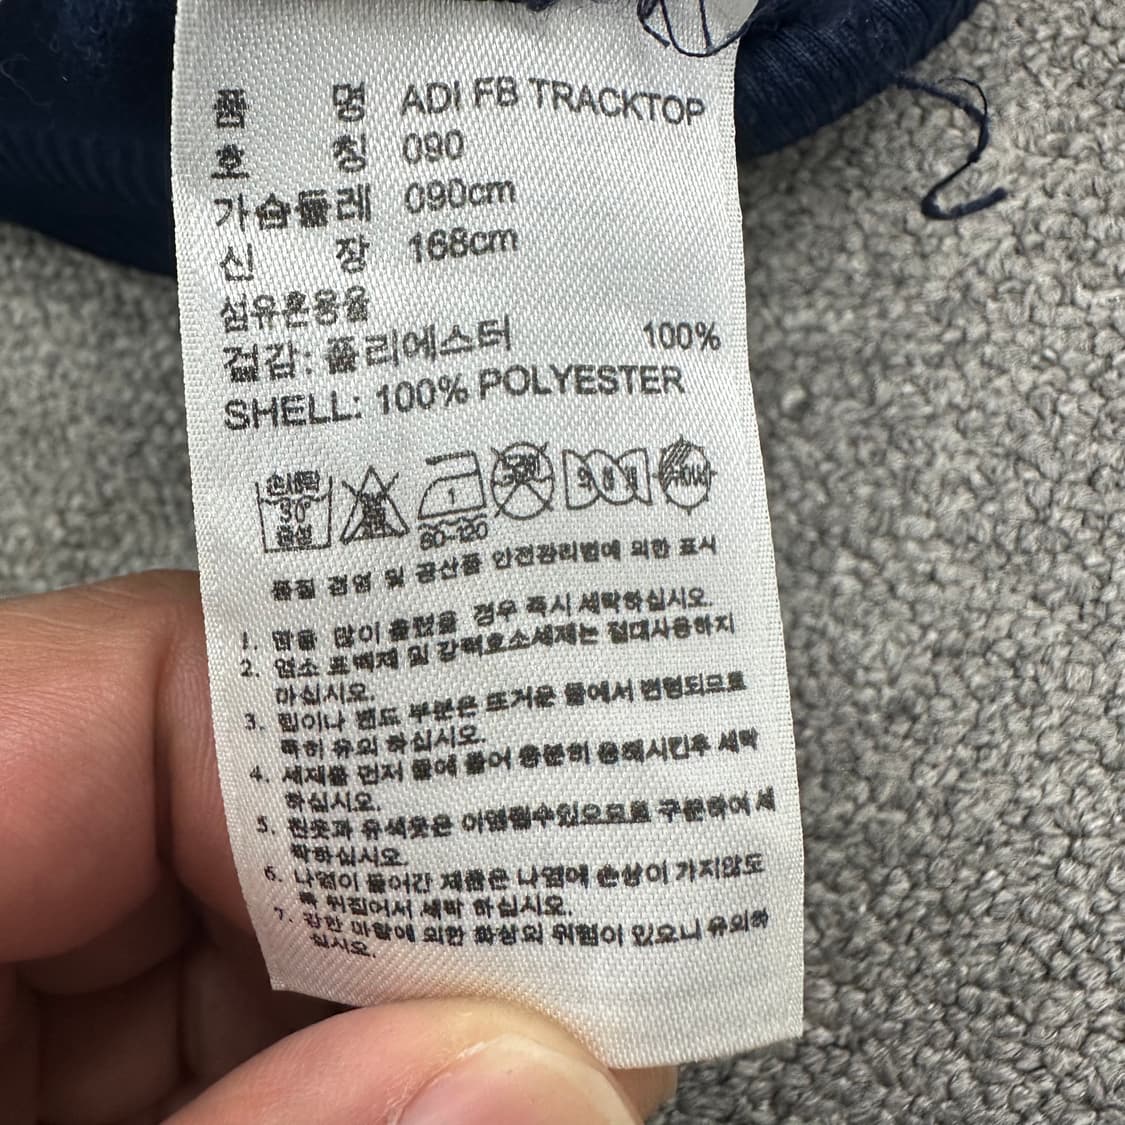 품 명 ADI FB TRACKTOP
호 칭 090
가슴둘레 090cm
신 장 168cm
섬유혼용율
겉감: 폴리에스터 100%
SHELL: 100% POLYESTER
손세탁
30°
중성
1
80-120
품질 경영 및 공산품 안전관리법에 의한 표시
1. 땀을 많이 흘렸을 경우 즉시 세탁하십시오.
2. 염소 표백제 및 강력효소세제는 절대사용하지
마십시오.
3. 립이나 밴드 부분은 뜨거운 물에서 변형되므로
특히 유의 하십시오.
4. 세제를 먼저 물에 풀어 충분히 용해시킨후 세탁
하십시오.
5. 흰옷과 유색옷은 이염될수있으므로 구분하여 세
탁하십시오.
6. 나염이 들어간 제품은 나염에 손상이 가지않도
록 뒤집어서 세탁 하십시오.
7. 강한 마찰에 의한 화상의 위험이 있으니 유의하
십시오.